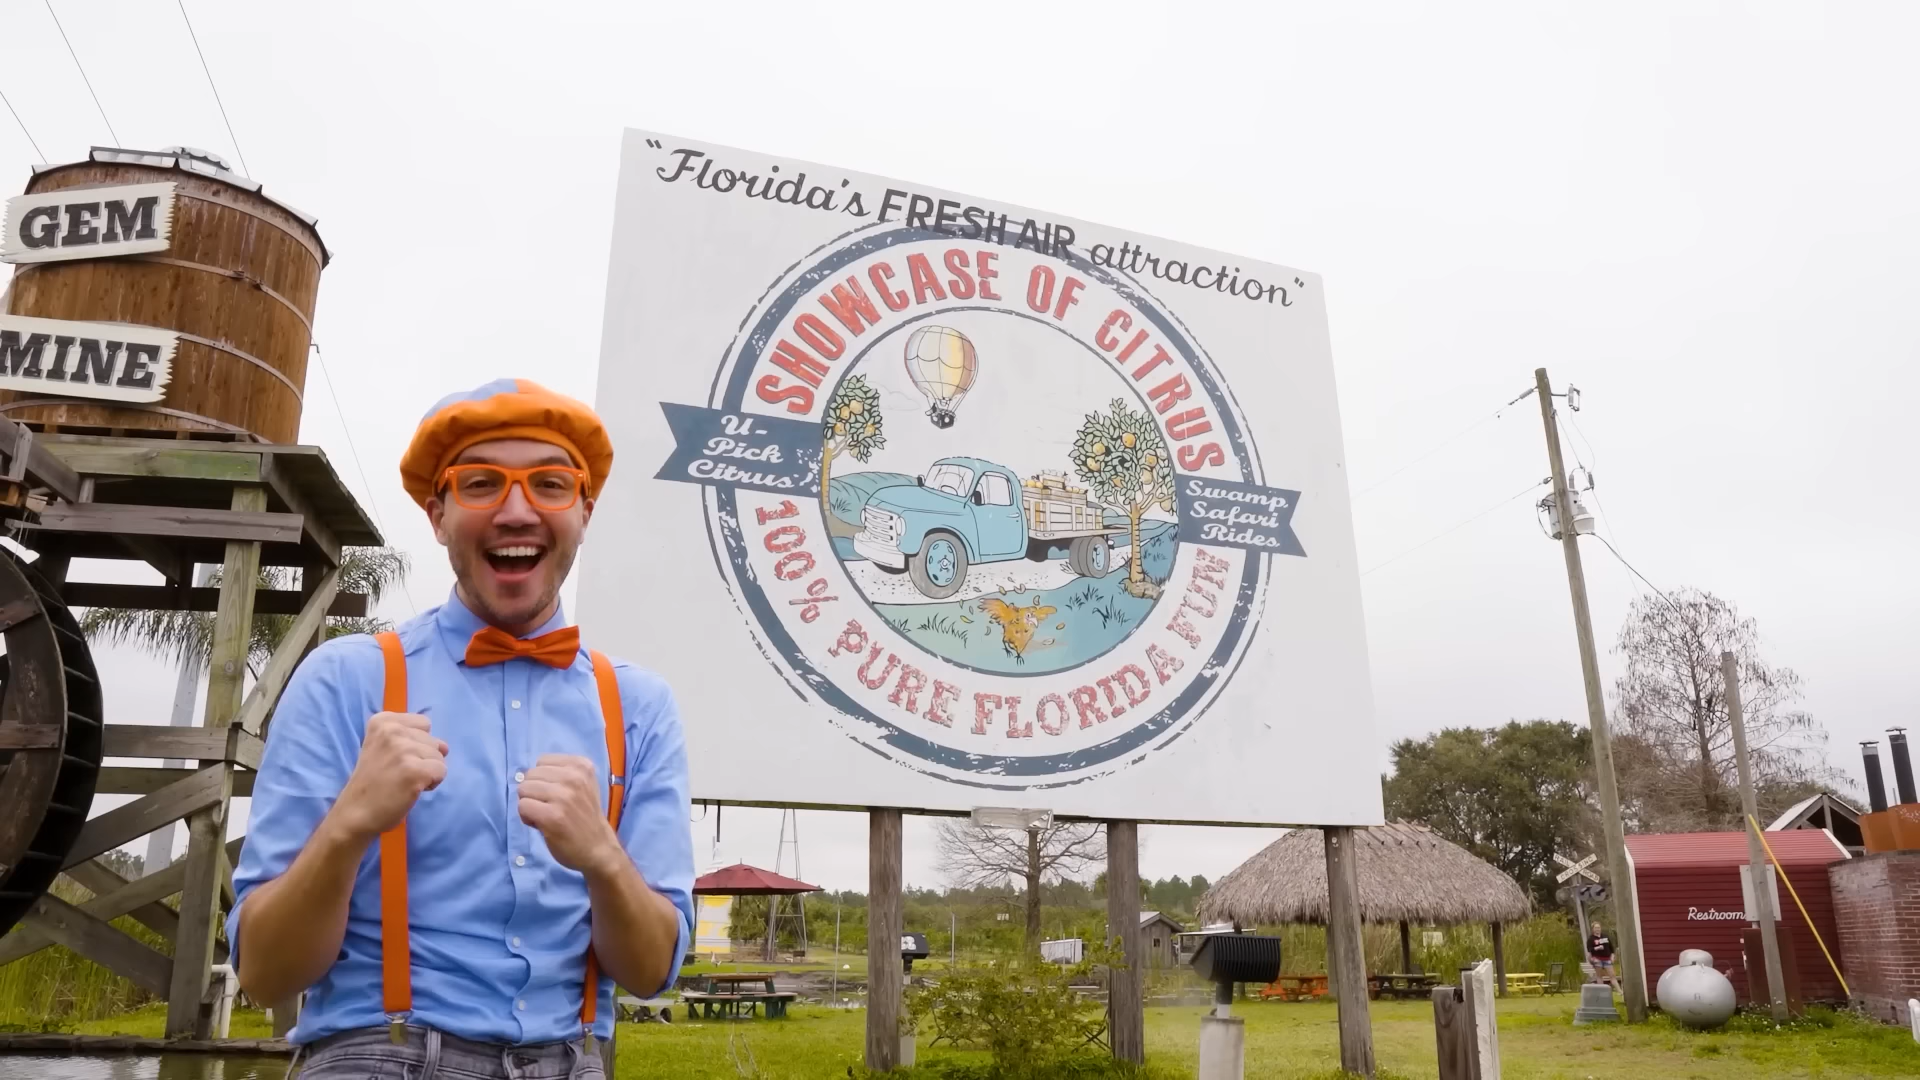 GEM
MINE
"Florida's FRESH AIR attraction"
SHOWCASE OF CITRUS
U-
Pick
Citrus!
Swamp
Safari
Rides
100% PURE FLORIDA FUN
Restroom